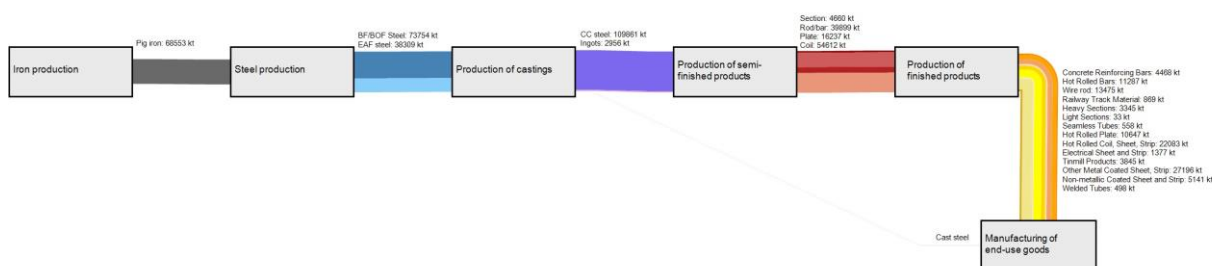 Iron production
Pig iron: 68553 kt
Steel production
BF/BOF Steel: 73754 kt
EAF steel: 38309 kt
Production of castings
CC steel: 109861 kt
Ingots: 2956 kt
Production of semi-
finished products
Section: 4660 kt
Rod/bar: 39899 kt
Plate: 16237 kt
Coil: 54612 kt
Production of
finished products
Concrete Reinforcing Bars: 4468 kt
Hot Rolled Bars: 11287 kt
Wire rod: 13475 kt
Railway Track Material: 869 kt
Heavy Sections: 3345 kt
Light Sections: 33 kt
Seamless Tubes: 558 kt
Hot Rolled Plate: 10647 kt
Hot Rolled Coil, Sheet, Strip: 22083 kt
Electrical Sheet and Strip: 1377 kt
Tinmill Products: 3845 kt
Other Metal Coated Sheet, Strip: 27196 kt
Non-metallic Coated Sheet and Strip: 5141 kt
Welded Tubes: 498 kt
Cast steel
Manufacturing of
end-use goods